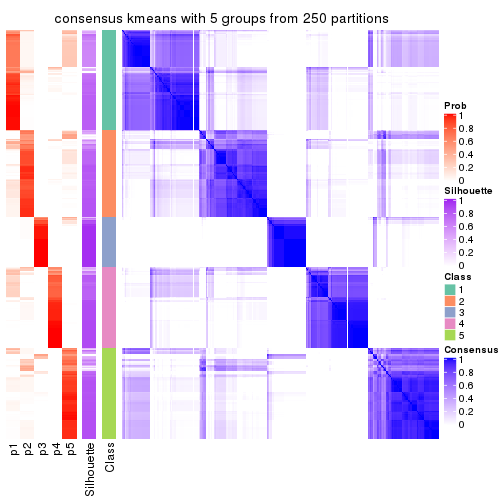 consensus kmeans with 5 groups from 250 partitions
Prob
1
0.8
0.6
0.4
0.2
0
Silhouette
1
0.8
0.6
0.4
0.2
0
Class
1
2
3
4
5
Consensus
1
0.8
0.6
0.4
0.2
0
p1
p2
p3
p4
p5
Silhouette
Class